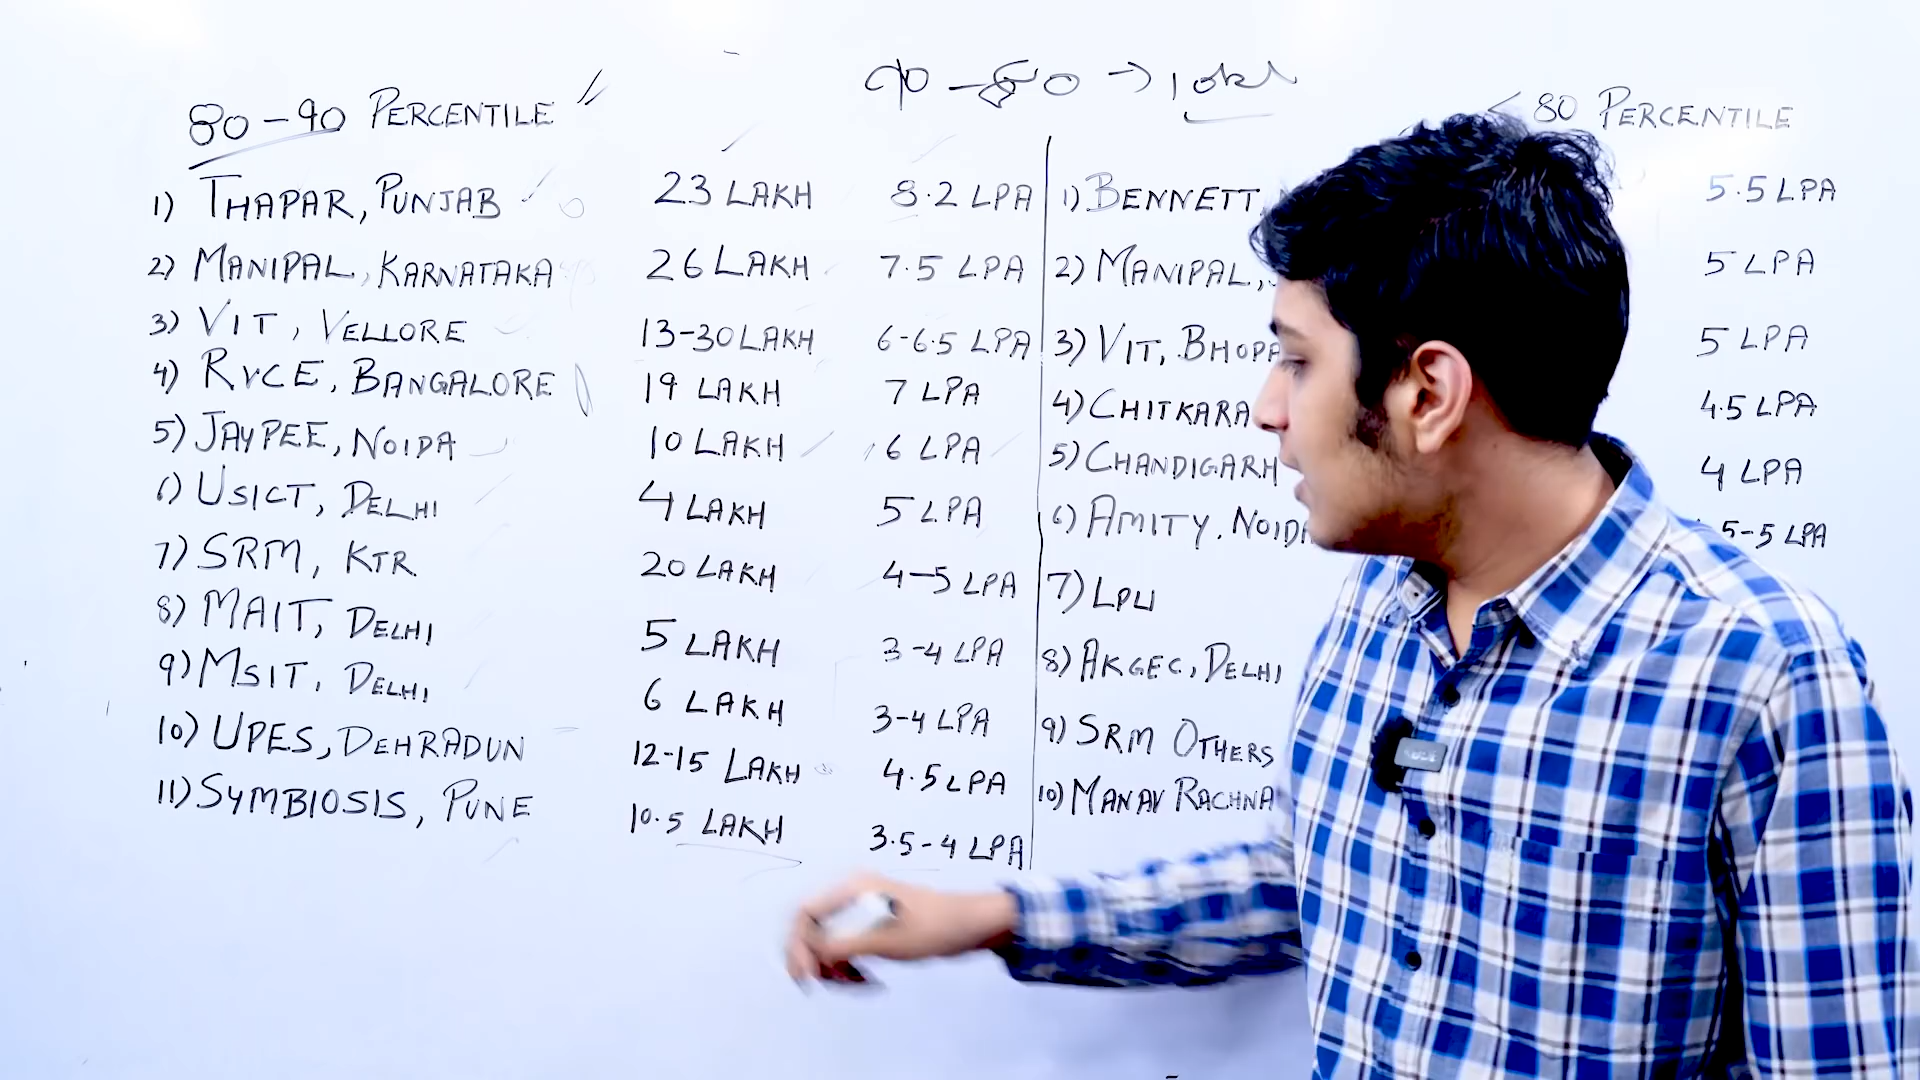 90-80 → 10k
80-90 PERCENTILE
< 80 PERCENTILE
1) THAPAR, PUNJAB 23 LAKH 8.2 LPA
2) MANIPAL, KARNATAKA 26 LAKH 7.5 LPA
3) VIT, VELLORE 13-30 LAKH 6-6.5 LPA
4) RVCE, BANGALORE 19 LAKH 7 LPA
5) JAYPEE, NOIDA 10 LAKH 6 LPA
6) USICT, DELHI 4 LAKH 5 LPA
7) SRM, KTR 20 LAKH 4-5 LPA
8) MAIT, DELHI 5 LAKH 3-4 LPA
9) MSIT, DELHI 6 LAKH 3-4 LPA
10) UPES, DEHRADUN 12-15 LAKH 4.5 LPA
11) SYMBIOSIS, PUNE 10.5 LAKH 3.5-4 LPA
1) BENNETT, 5.5 LPA
2) MANIPAL, 5 LPA
3) VIT, BHOPA 5 LPA
4) CHITKARA 4.5 LPA
5) CHANDIGARH 4 LPA
6) AMITY, NOIDA 5-5 LPA
7) LPU
8) AKGEC, DELHI
9) SRM OTHERS
10) MANAV RACHNA